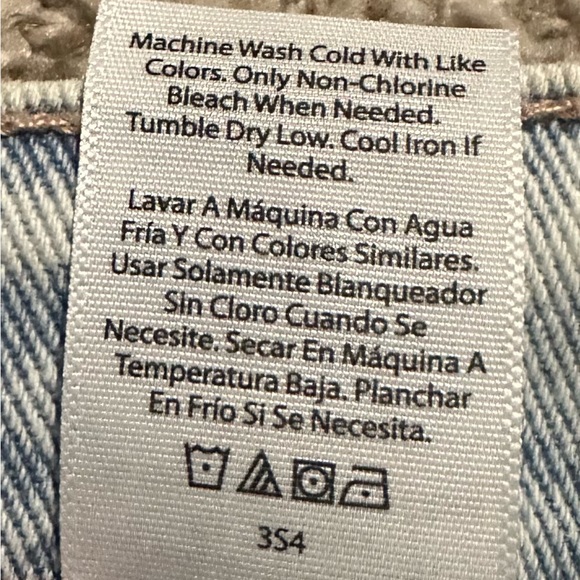 Machine Wash Cold With Like
Colors. Only Non-Chlorine
Bleach When Needed.
Tumble Dry Low. Cool Iron If
Needed.
Lavar A Máquina Con Agua
Fría Y Con Colores Similares.
Usar Solamente Blanqueador
Sin Cloro Cuando Se
Necesite. Secar En Máquina A
Temperatura Baja. Planchar
En Frío Si Se Necesita.
3S4